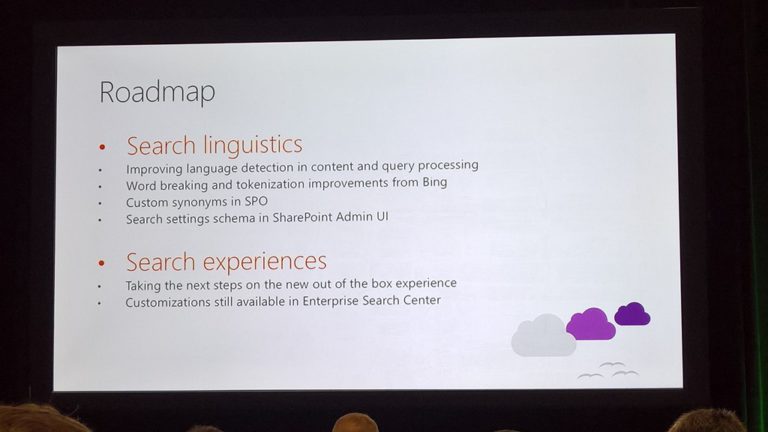 Roadmap
• Search linguistics
• Improving language detection in content and query processing
• Word breaking and tokenization improvements from Bing
• Custom synonyms in SPO
• Search settings schema in SharePoint Admin UI
• Search experiences
• Taking the next steps on the new out of the box experience
• Customizations still available in Enterprise Search Center